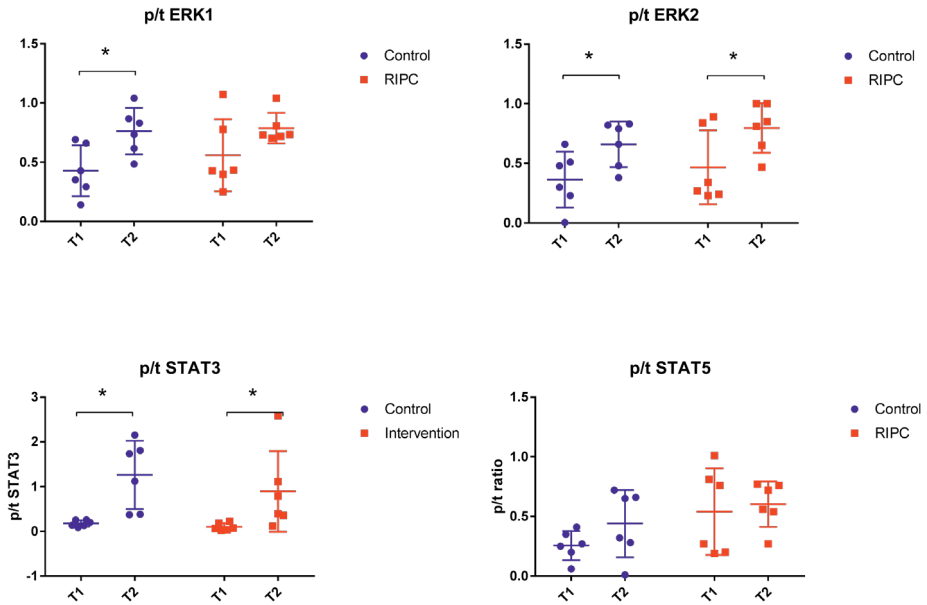 p/t ERK1
*
1.5
1.0
0.5
0.0
T1
T2
T1
T2
Control
RIPC
p/t ERK2
*
*
1.5
1.0
0.5
0.0
T1
T2
T1
T2
Control
RIPC
p/t STAT3
*
*
p/t STAT3
3
2
1
0
-1
T1
T2
T1
T2
Control
Intervention
p/t STAT5
p/t ratio
1.5
1.0
0.5
0.0
T1
T2
T1
T2
Control
RIPC